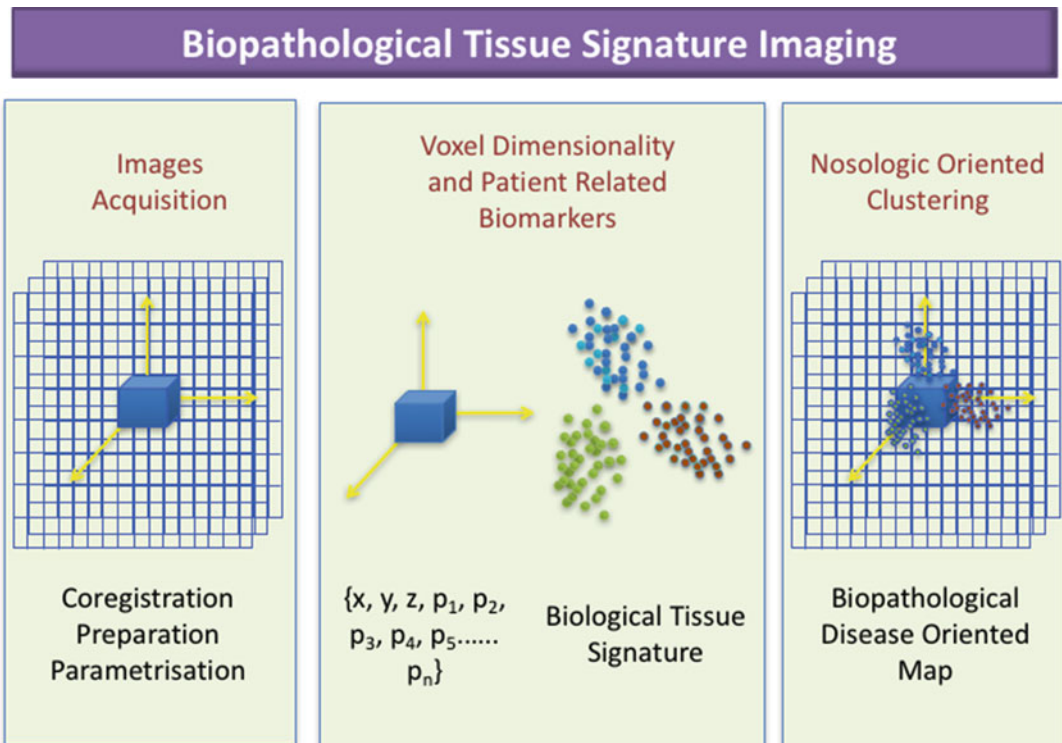 Biopathological Tissue Signature Imaging
Images
Acquisition
Coregistration
Preparation
Parametrisation
Voxel Dimensionality
and Patient Related
Biomarkers
{x, y, z, p₁, p₂,
p₃, p₄, p₅......
pₙ}
Biological Tissue
Signature
Nosologic Oriented
Clustering
Biopathological
Disease Oriented
Map